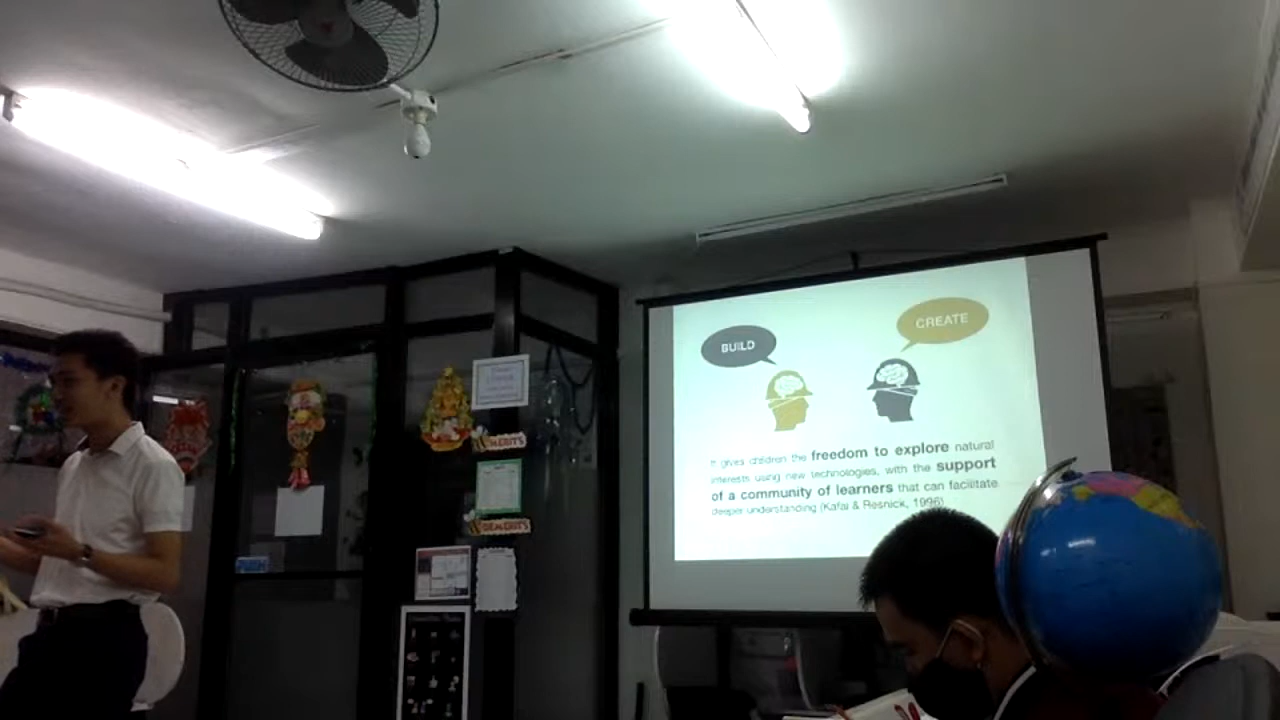 CREATE
BUILD
It gives children the freedom to explore natural
interests using new technologies, with the support
of a community of learners that can facilitate
deeper understanding (Kafai & Resnick, 1996)
MERITS
DEMERITS
PUSH